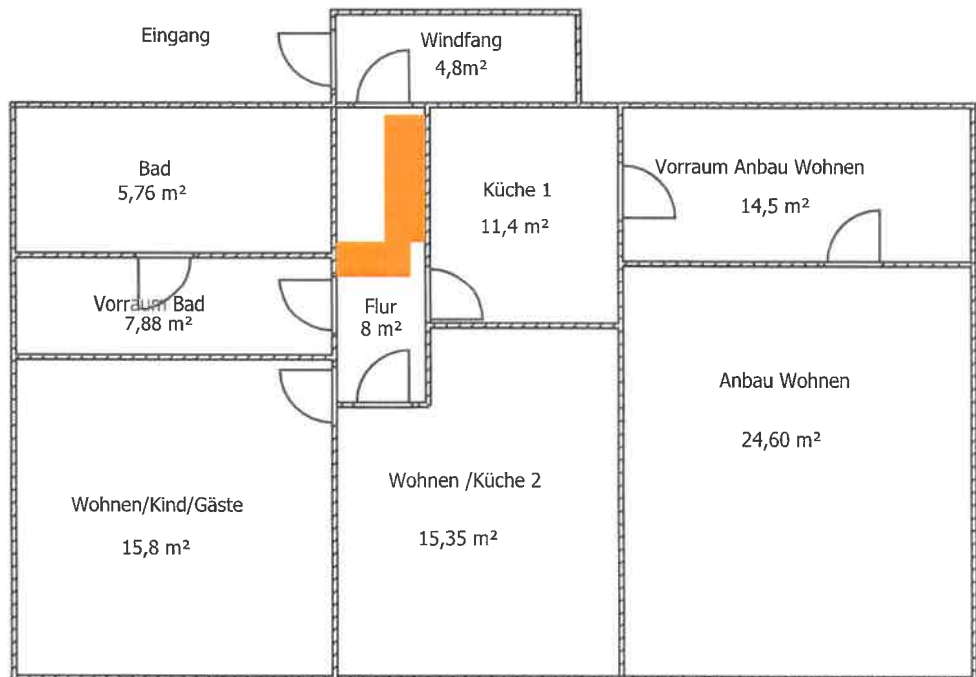 Eingang
Windfang
4,8m²
Bad
5,76 m²
Küche 1
11,4 m²
Vorraum Anbau Wohnen
14,5 m²
Vorraum Bad
7,88 m²
Flur
8 m²
Anbau Wohnen
24,60 m²
Wohnen/Kind/Gäste
15,8 m²
Wohnen /Küche 2
15,35 m²